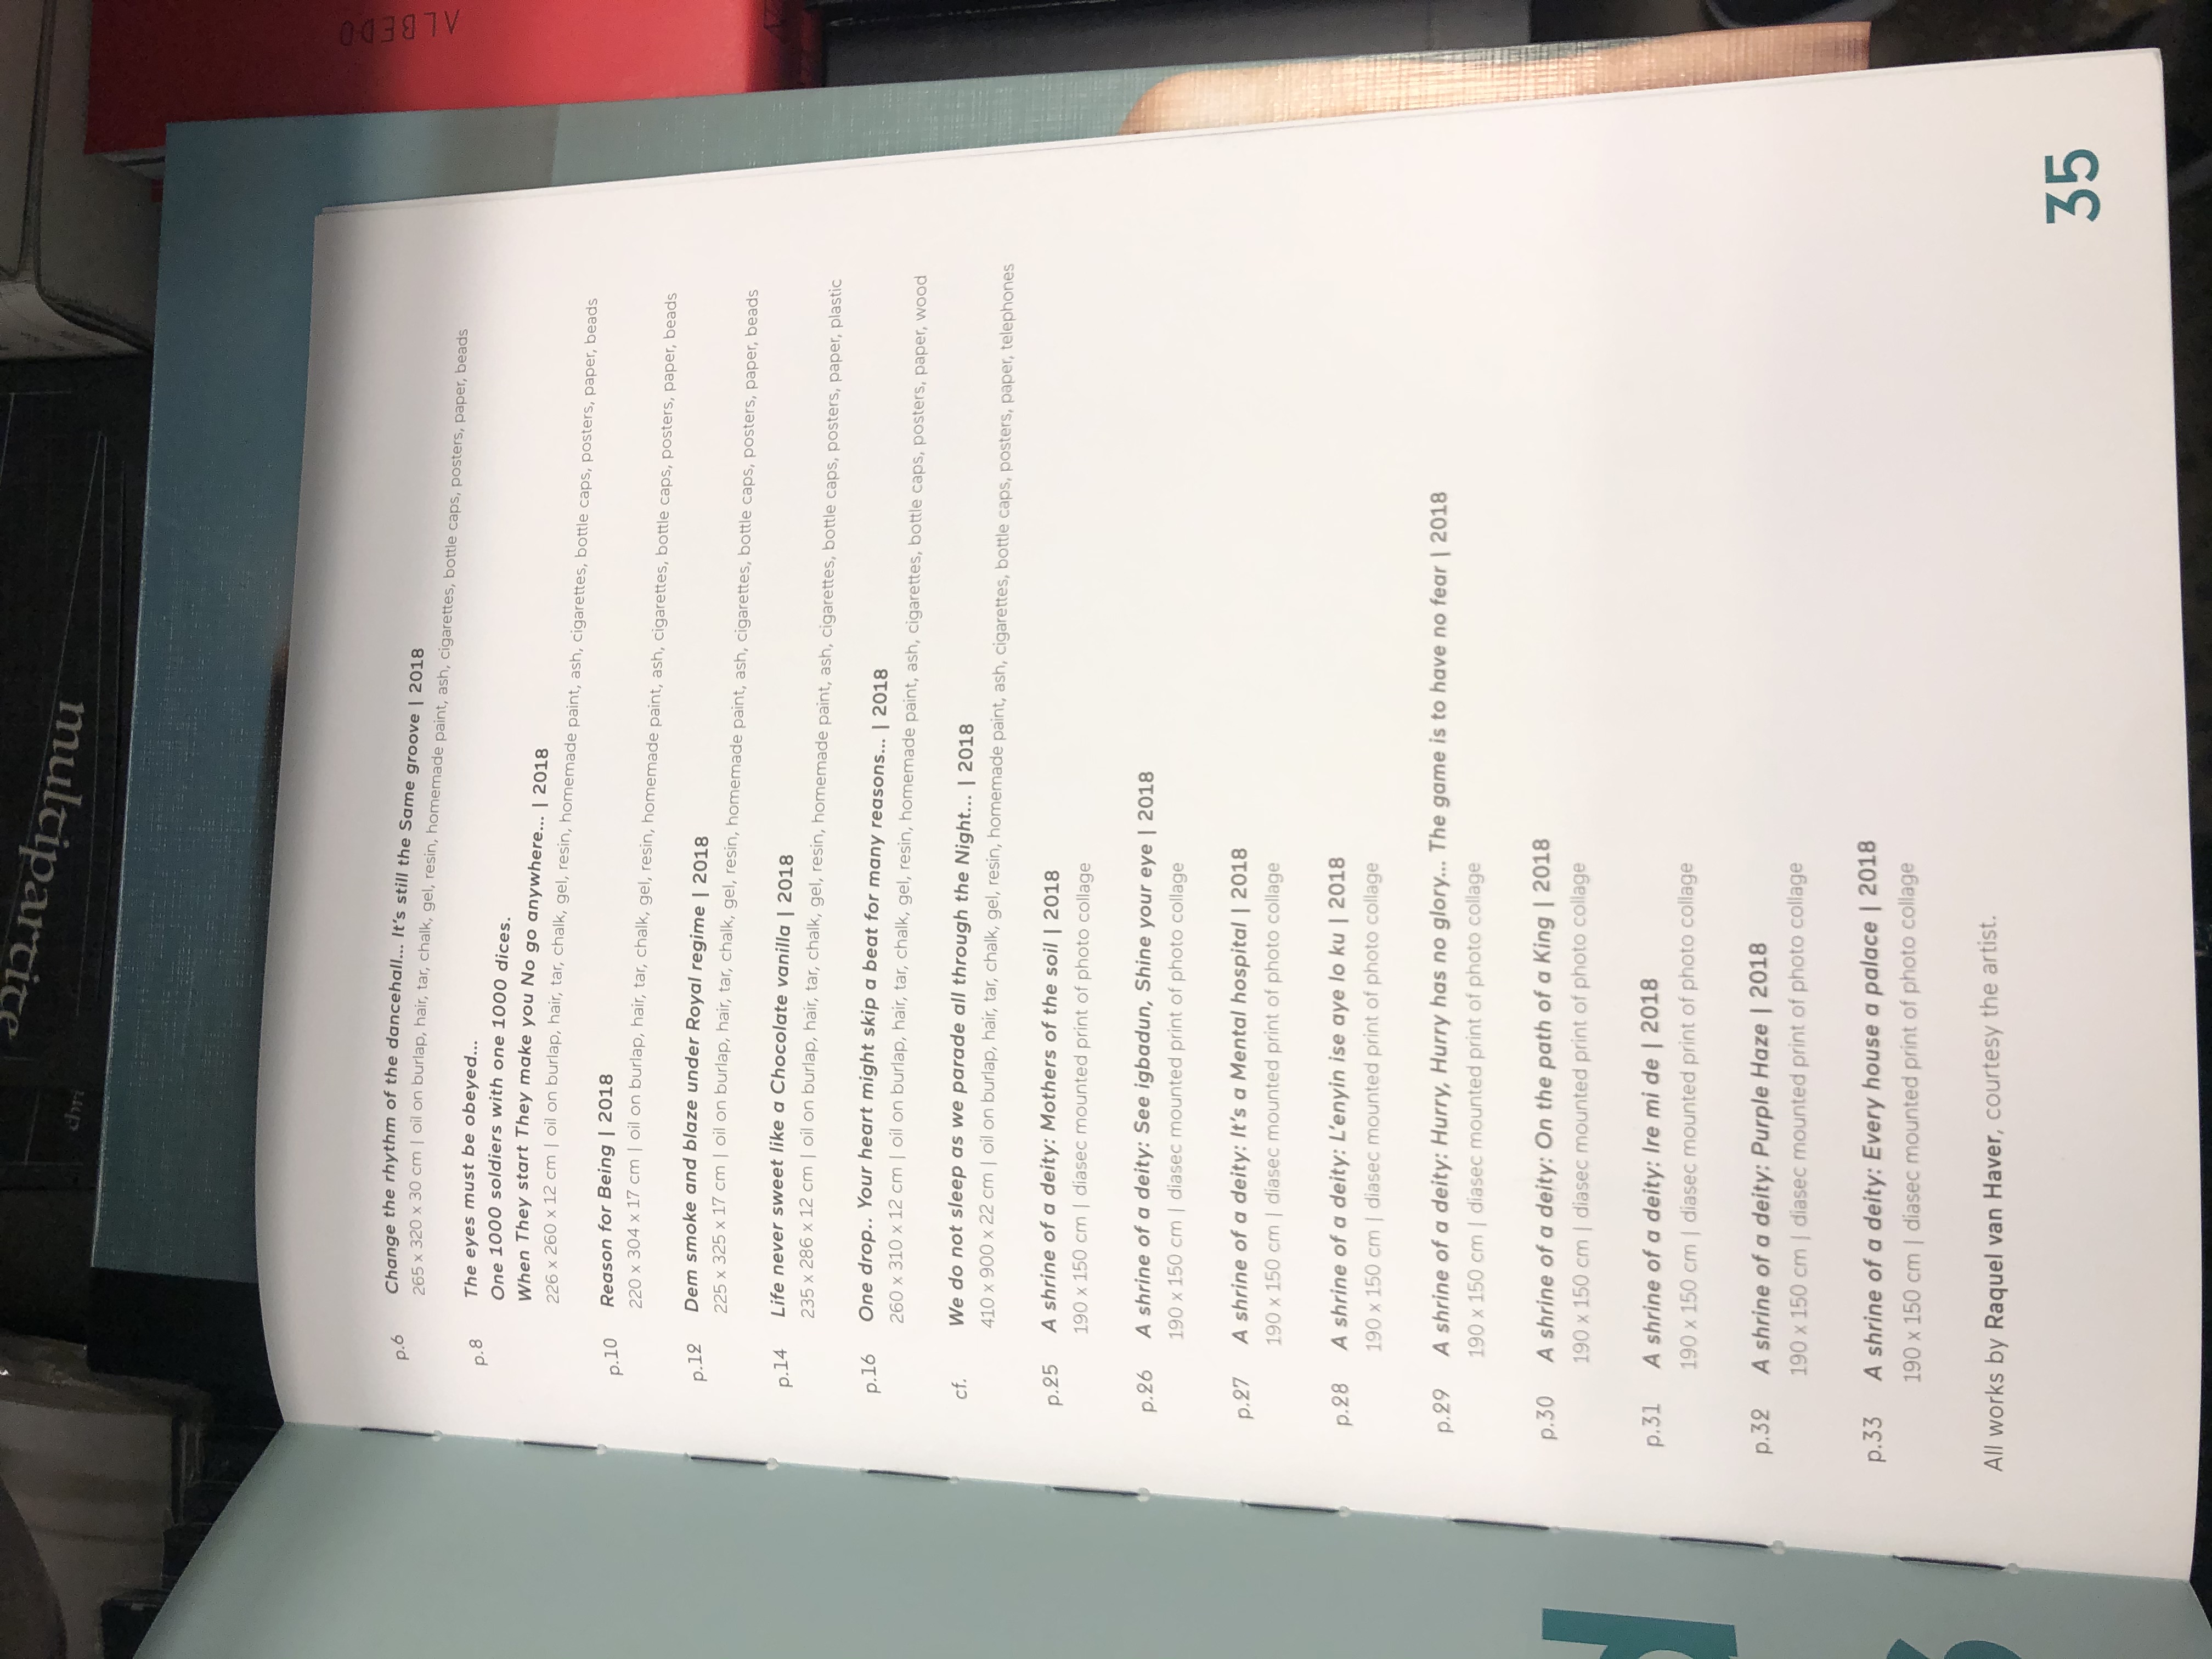 ALBEDO
multipartite
p.6 Change the rhythm of the dancehall... It's still the Same groove | 2018
265 x 320 x 30 cm | oil on burlap, hair, tar, chalk, gel, resin, homemade paint, ash, cigarettes, bottle caps, posters, paper, beads
p.8 The eyes must be obeyed...
One 1000 soldiers with one 1000 dices.
When They start They make you No go anywhere... | 2018
226 x 260 x 12 cm | oil on burlap, hair, tar, chalk, gel, resin, homemade paint, ash, cigarettes, bottle caps, posters, paper, beads
p.10 Reason for Being | 2018
220 x 304 x 17 cm | oil on burlap, hair, tar, chalk, gel, resin, homemade paint, ash, cigarettes, bottle caps, posters, paper, beads
p.12 Dem smoke and blaze under Royal regime | 2018
225 x 325 x 17 cm | oil on burlap, hair, tar, chalk, gel, resin, homemade paint, ash, cigarettes, bottle caps, posters, paper, beads
p.14 Life never sweet like a Chocolate vanilla | 2018
235 x 286 x 12 cm | oil on burlap, hair, tar, chalk, gel, resin, homemade paint, ash, cigarettes, bottle caps, posters, paper, plastic
p.16 One drop.. Your heart might skip a beat for many reasons... | 2018
260 x 310 x 12 cm | oil on burlap, hair, tar, chalk, gel, resin, homemade paint, ash, cigarettes, bottle caps, posters, paper, wood
cf. We do not sleep as we parade all through the Night... | 2018
410 x 900 x 22 cm | oil on burlap, hair, tar, chalk, gel, resin, homemade paint, ash, cigarettes, bottle caps, posters, paper, telephones
p.25 A shrine of a deity: Mothers of the soil | 2018
190 x 150 cm | diasec mounted print of photo collage
p.26 A shrine of a deity: See igbadun, Shine your eye | 2018
190 x 150 cm | diasec mounted print of photo collage
p.27 A shrine of a deity: It's a Mental hospital | 2018
190 x 150 cm | diasec mounted print of photo collage
p.28 A shrine of a deity: L'enyin ise aye lo ku | 2018
190 x 150 cm | diasec mounted print of photo collage
p.29 A shrine of a deity: Hurry, Hurry has no glory... The game is to have no fear | 2018
190 x 150 cm | diasec mounted print of photo collage
p.30 A shrine of a deity: On the path of a King | 2018
190 x 150 cm | diasec mounted print of photo collage
p.31 A shrine of a deity: Ire mi de | 2018
190 x 150 cm | diasec mounted print of photo collage
p.32 A shrine of a deity: Purple Haze | 2018
190 x 150 cm | diasec mounted print of photo collage
p.33 A shrine of a deity: Every house a palace | 2018
190 x 150 cm | diasec mounted print of photo collage
All works by Raquel van Haver, courtesy the artist.
35